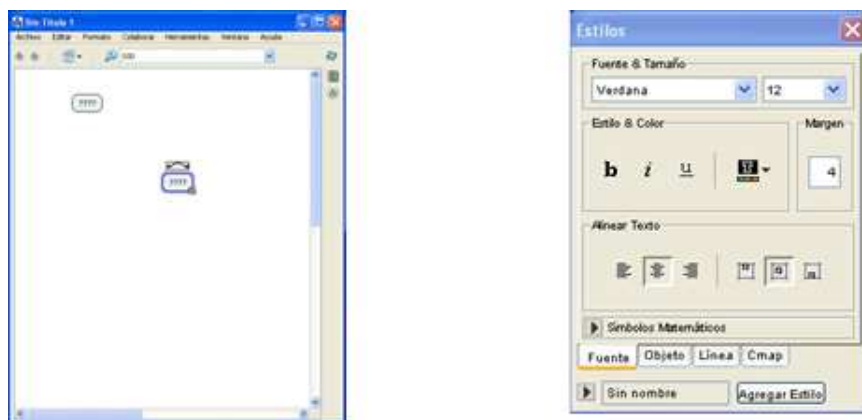 Sin Título 1
Archivo Editar Formato Colaborar Herramientas Ventana Ayuda
100
????
????
Estilos
Fuente & Tamaño
Verdana 12
Estilo & Color Margen
b i u 4
Alinear Texto
Símbolos Matemáticos
Fuente Objeto Línea Cmap
Sin nombre Agregar Estilo